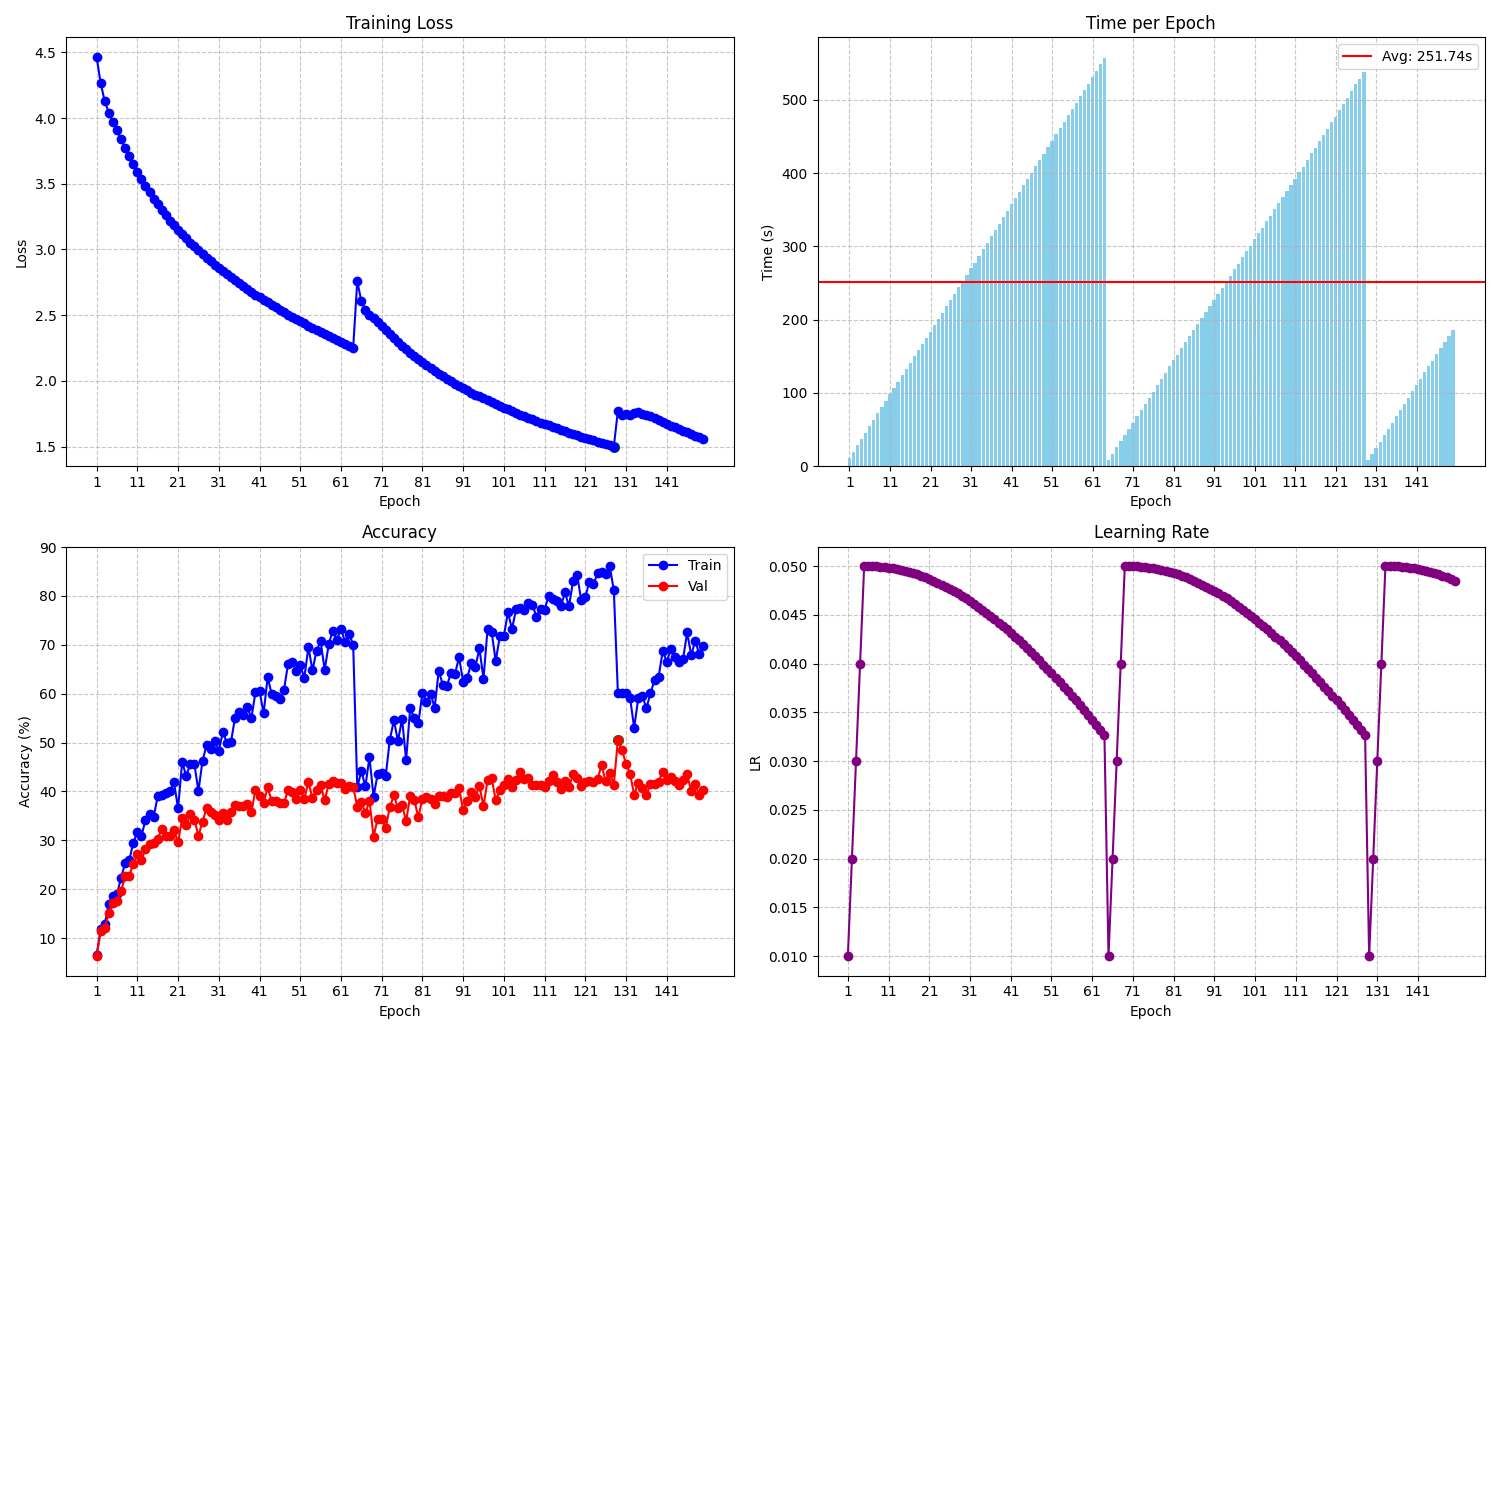 Training Loss
4.5
4.0
3.5
3.0
2.5
2.0
1.5
Loss
1 11 21 31 41 51 61 71 81 91 101 111 121 131 141
Epoch
Time per Epoch
Avg: 251.74s
500
400
300
200
100
0
Time (s)
1 11 21 31 41 51 61 71 81 91 101 111 121 131 141
Epoch
Accuracy
Train
Val
90
80
70
60
50
40
30
20
10
Accuracy (%)
1 11 21 31 41 51 61 71 81 91 101 111 121 131 141
Epoch
Learning Rate
0.050
0.045
0.040
0.035
0.030
0.025
0.020
0.015
0.010
LR
1 11 21 31 41 51 61 71 81 91 101 111 121 131 141
Epoch